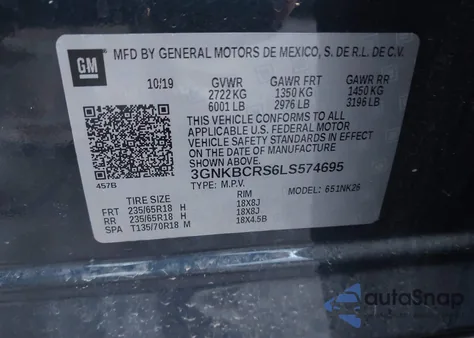 GM
MFD BY GENERAL MOTORS DE MEXICO, S. DE R.L. DE C.V.
10/19 GVWR GAWR FRT GAWR RR
2722 KG 1350 KG 1450 KG
6001 LB 2976 LB 3196 LB
THIS VEHICLE CONFORMS TO ALL
APPLICABLE U.S. FEDERAL MOTOR
VEHICLE SAFETY STANDARDS IN
EFFECT ON THE DATE OF MANUFACTURE
SHOWN ABOVE.
3GNKBCRS6LS574695
TYPE: M.P.V. MODEL: 651NK26
457B
TIRE SIZE RIM
FRT 235/65R18 H 18X8J
RR 235/65R18 H 18X8J
SPA T135/70R18 M 18X4.5B
autoSnap